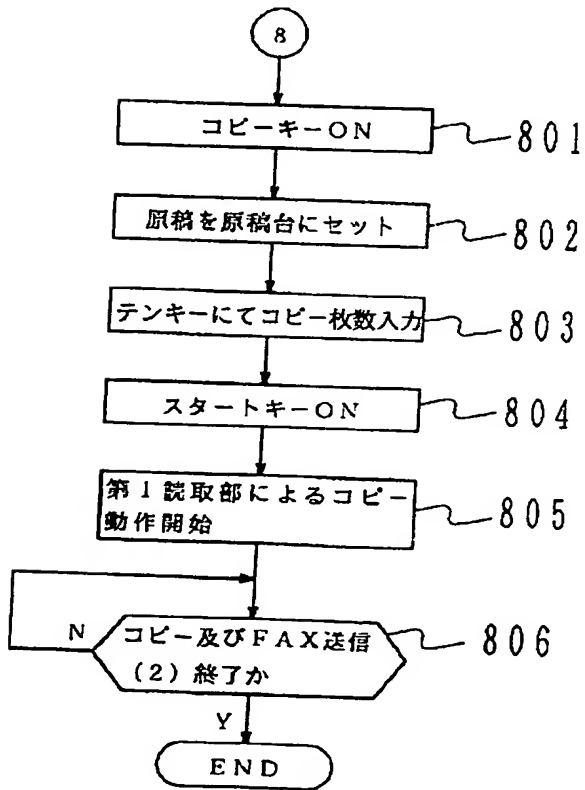 8
コピーキーON
801
原稿を原稿台にセット
802
テンキーにてコピー枚数入力
803
スタートキーON
804
第1読取部によるコピー
動作開始
805
コピー及びFAX送信
(2)終了か
806
N
Y
END